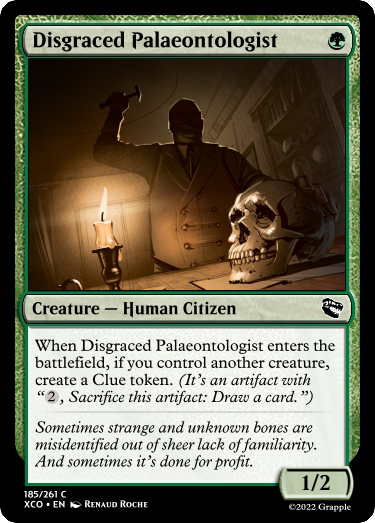 Disgraced Palaeontologist
Creature — Human Citizen
When Disgraced Palaeontologist enters the
battlefield, if you control another creature,
create a Clue token. (It's an artifact with
“2, Sacrifice this artifact: Draw a card.”)
Sometimes strange and unknown bones are
misidentified out of sheer lack of familiarity.
And sometimes it's done for profit.
1/2
185/261 C
XCO • EN Renaud Roche
©2022 Grapple